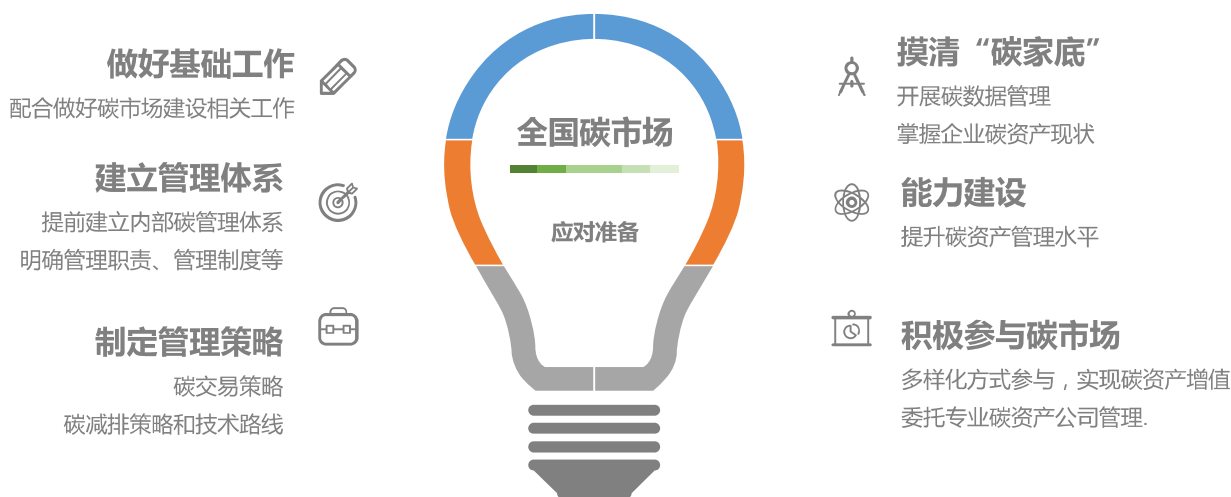 做好基础工作
配合做好碳市场建设相关工作
建立管理体系
提前建立内部碳管理体系
明确管理职责、管理制度等
制定管理策略
碳交易策略
碳减排策略和技术路线
全国碳市场
应对准备
摸清“碳家底”
开展碳数据管理
掌握企业碳资产现状
能力建设
提升碳资产管理水平
积极参与碳市场
多样化方式参与，实现碳资产增值
委托专业碳资产公司管理.